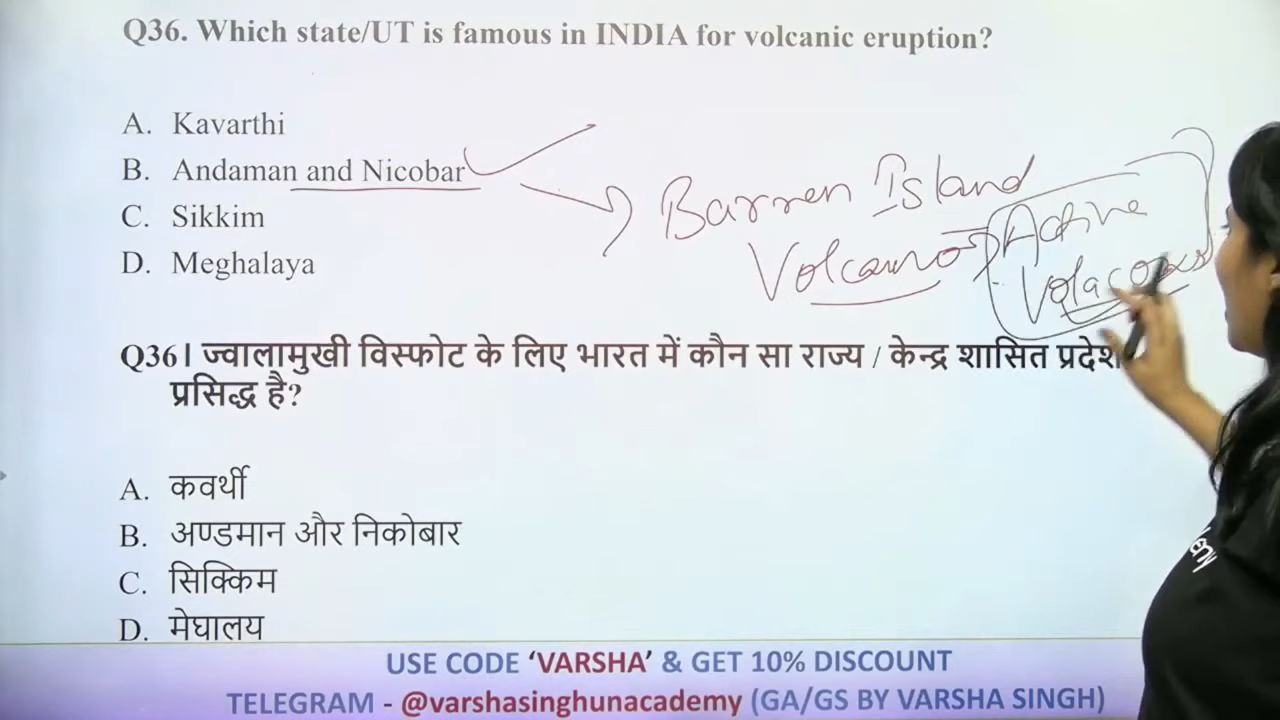 Q36. Which state/UT is famous in INDIA for volcanic eruption?
A. Kavarthi
B. Andaman and Nicobar
C. Sikkim
D. Meghalaya
Barren Island
Volcano
Active
Q36। ज्वालामुखी विस्फोट के लिए भारत में कौन सा राज्य / केन्द्र शासित प्रदेश
प्रसिद्ध है?
A. कवर्थी
B. अण्डमान और निकोबार
C. सिक्किम
D. मेघालय
USE CODE ‘VARSHA’ & GET 10% DISCOUNT
TELEGRAM - @varshasinghunacademy (GA/GS BY VARSHA SINGH)